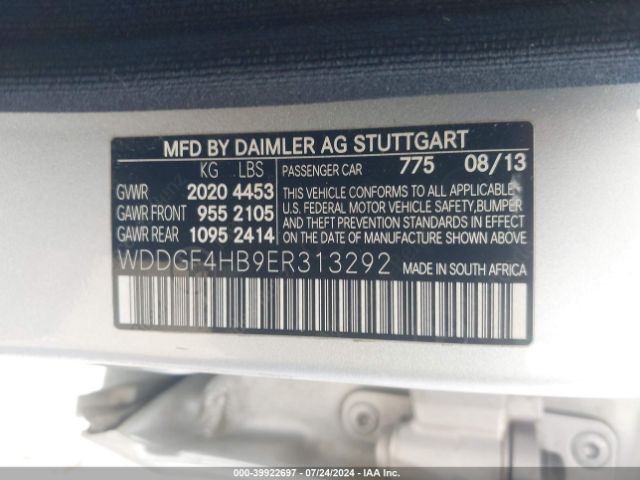 MFD BY DAIMLER AG STUTTGART
KG LBS PASSENGER CAR 775 08/13
GVWR 2020 4453 THIS VEHICLE CONFORMS TO ALL APPLICABLE
GAWR FRONT 955 2105 U.S. FEDERAL MOTOR VEHICLE SAFETY,BUMPER
AND THEFT PREVENTION STANDARDS IN EFFECT
GAWR REAR 1095 2414 ON THE DATE OF MANUFACTURE SHOWN ABOVE.
WDDGF4HB9ER313292 MADE IN SOUTH AFRICA
000-39922697 / 07/24/2024 - IAA Inc.